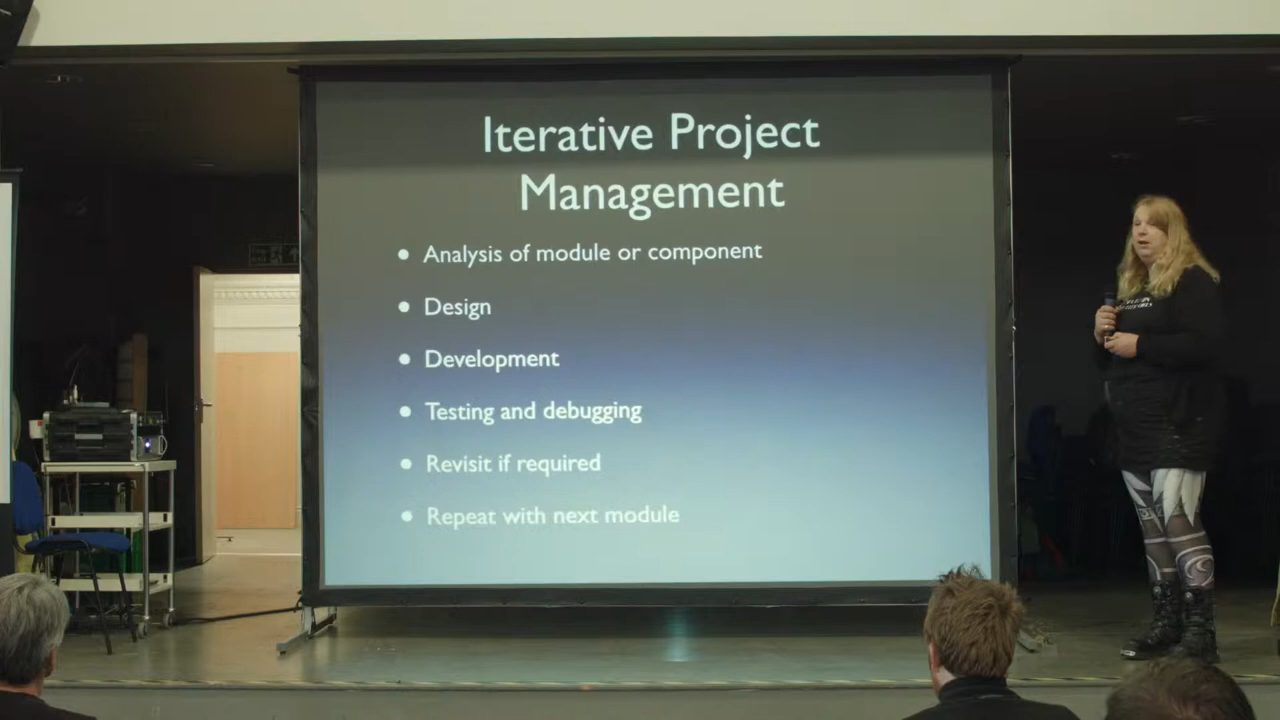 Iterative Project
Management
• Analysis of module or component
• Design
• Development
• Testing and debugging
• Revisit if required
• Repeat with next module